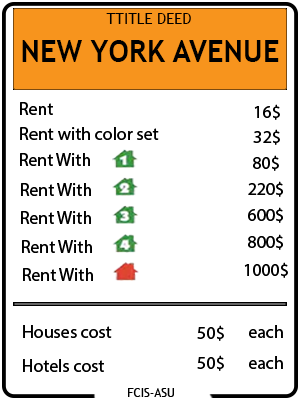 TTITLE DEED
NEW YORK AVENUE
Rent 16$
Rent with color set 32$
Rent With 1 80$
Rent With 2 220$
Rent With 3 600$
Rent With 4 800$
Rent With 1000$
Houses cost 50$ each
Hotels cost 50$ each
FCIS-ASU